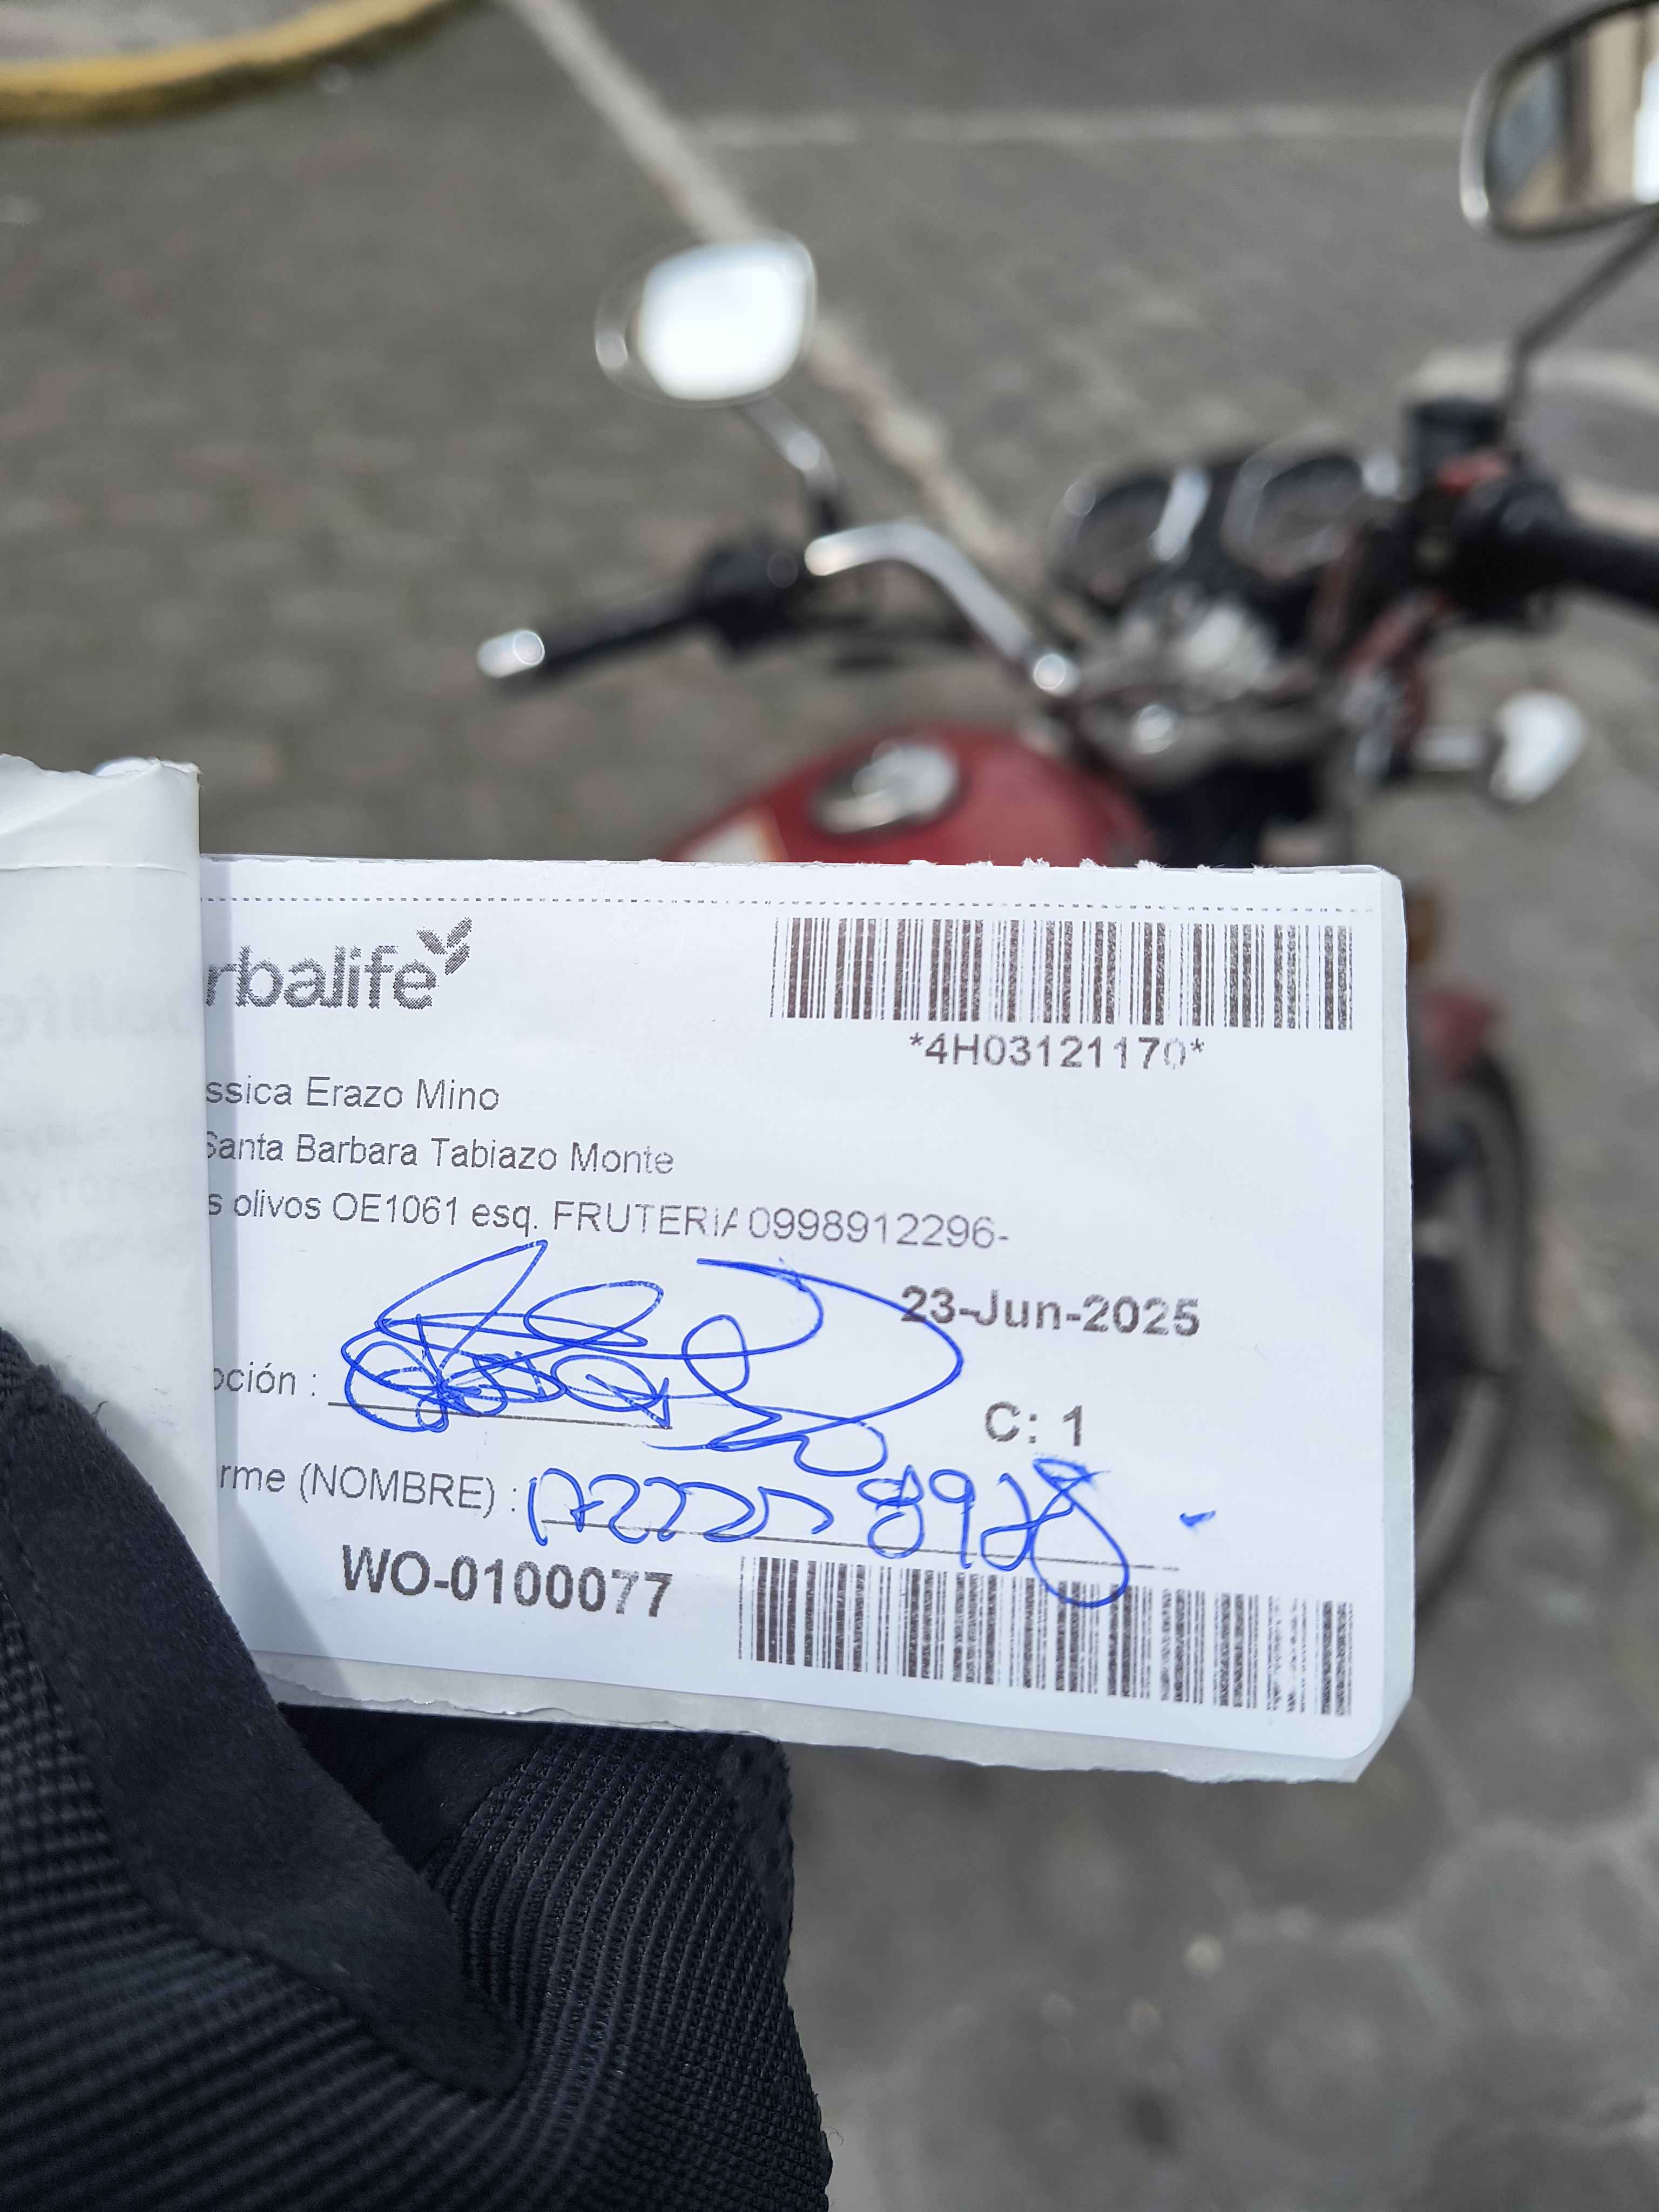 rbalife
*4H03121170*
ssica Erazo Mino
Santa Barbara Tabiazo Monte
s olivos OE1061 esq. FRUTERIA 0998912296-
23-Jun-2025
pción :
C: 1
rme (NOMBRE) :
WO-0100077